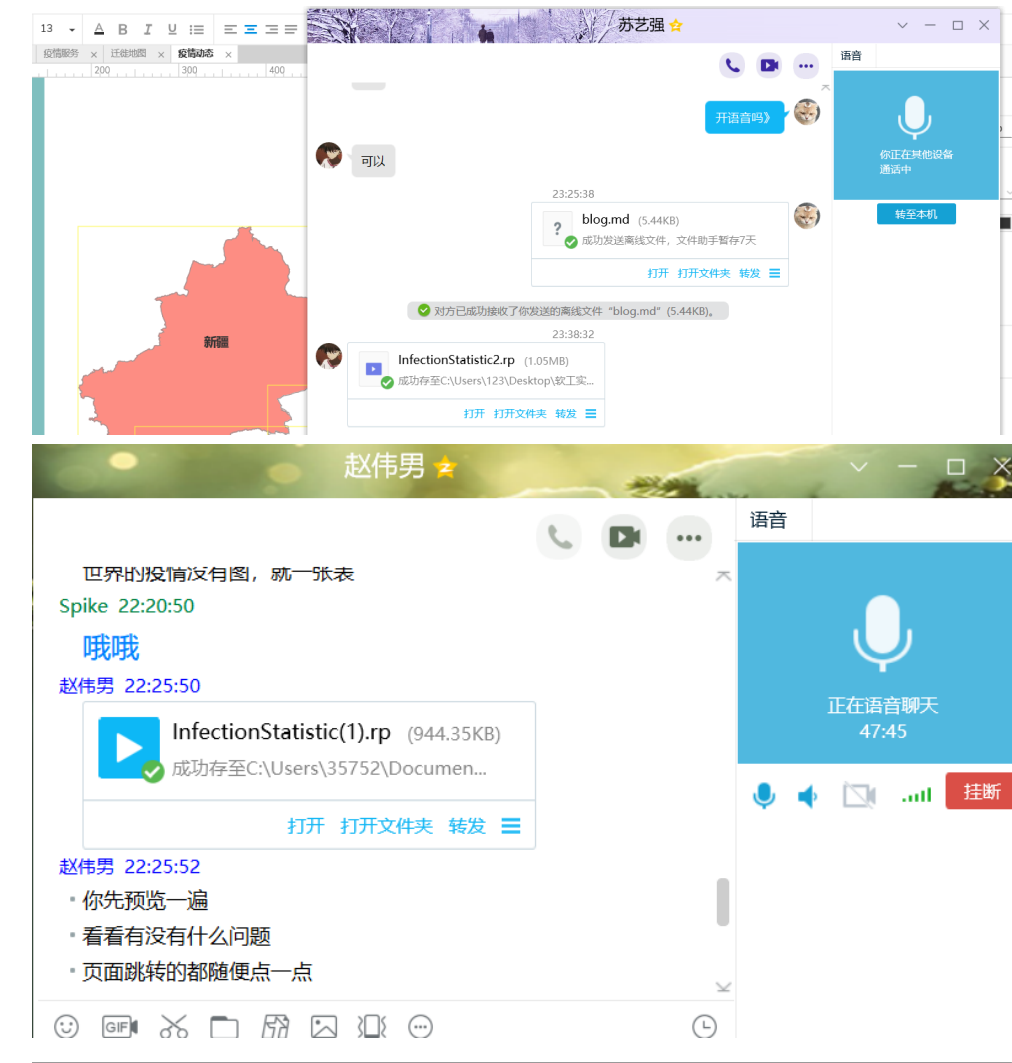 13 A B I U
疫情服务 × 迁徙地图 × 疫情动态 ×
200 300 400
新疆
苏艺强
语音
开语音吗》
可以
你正在其他设备
通话中
转至本机
23:25:38
blog.md (5.44KB)
成功发送离线文件，文件助手暂存7天
打开 打开文件夹 转发
对方已成功接收了你发送的离线文件“blog.md”(5.44KB)。
23:38:32
InfectionStatistic2.rp (1.05MB)
成功存至C:\Users\123\Desktop\软工实...
打开 打开文件夹 转发
赵伟男
语音
世界的疫情没有图，就一张表
Spike 22:20:50
哦哦
赵伟男 22:25:50
InfectionStatistic(1).rp (944.35KB)
成功存至C:\Users\35752\Documen...
打开 打开文件夹 转发
赵伟男 22:25:52
你先预览一遍
看看有没有什么问题
页面跳转的都随便点一点
正在语音聊天
47:45
挂断
GIF